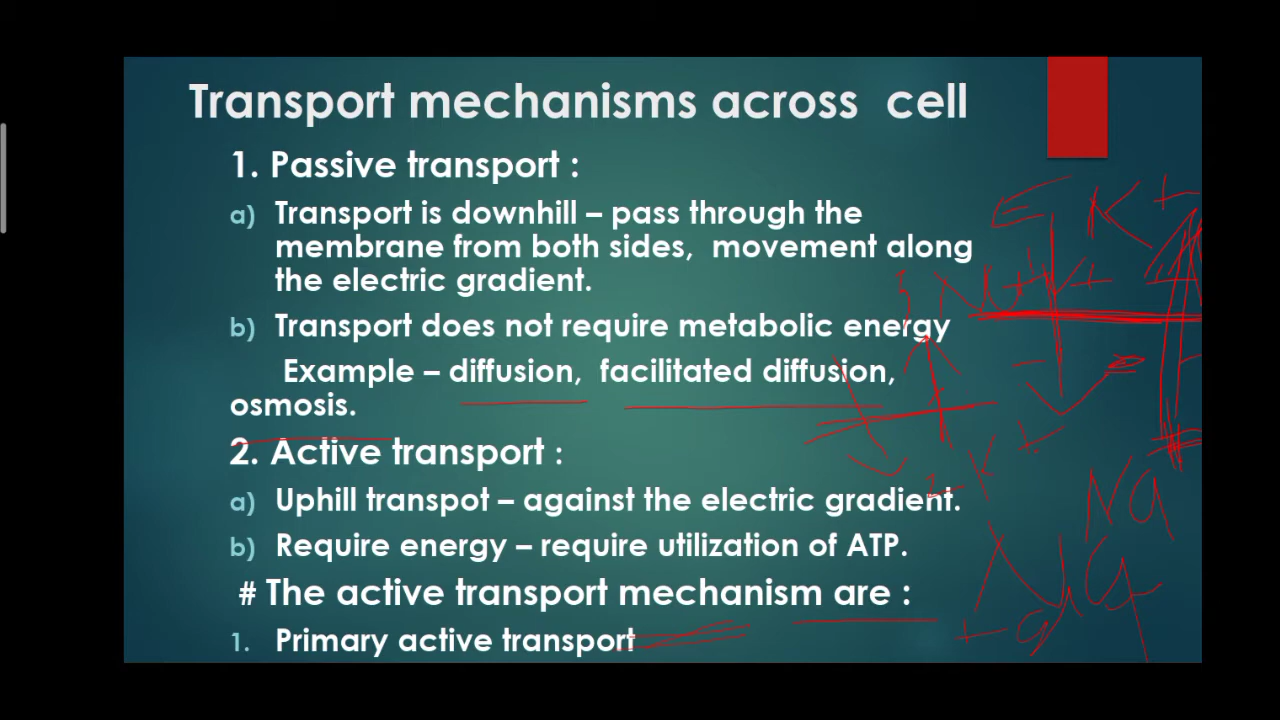 Transport mechanisms across cell
1. Passive transport :
a) Transport is downhill – pass through the
membrane from both sides, movement along
the electric gradient.
b) Transport does not require metabolic energy
Example – diffusion, facilitated diffusion,
osmosis.
2. Active transport :
a) Uphill transpot – against the electric gradient.
b) Require energy – require utilization of ATP.
# The active transport mechanism are :
1. Primary active transport
K+
Na
Na